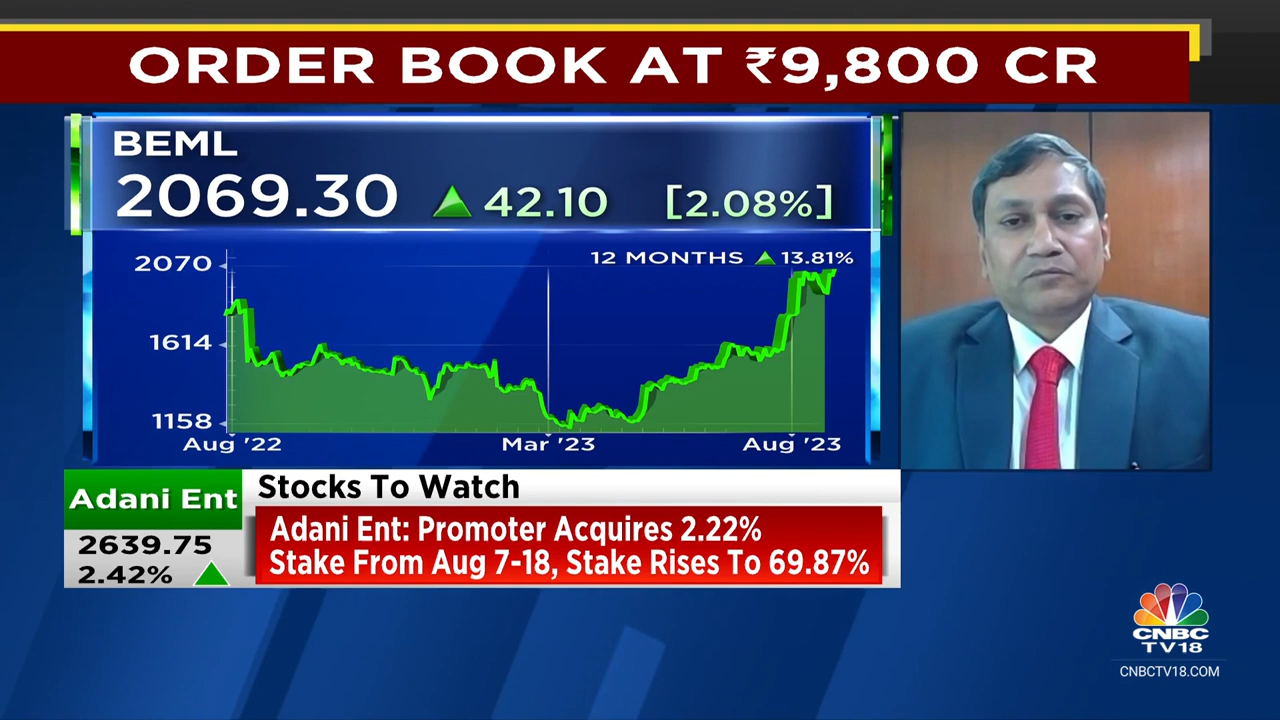 ORDER BOOK AT ₹9,800 CR
BEML
2069.30 ▲ 42.10 [2.08%]
12 MONTHS ▲ 13.81%
2070
1614
1158
Aug '22 Mar '23 Aug '23
Adani Ent
2639.75
2.42% ▲
Stocks To Watch
Adani Ent: Promoter Acquires 2.22%
Stake From Aug 7-18, Stake Rises To 69.87%
CNBC
TV18
CNBCTV18.COM